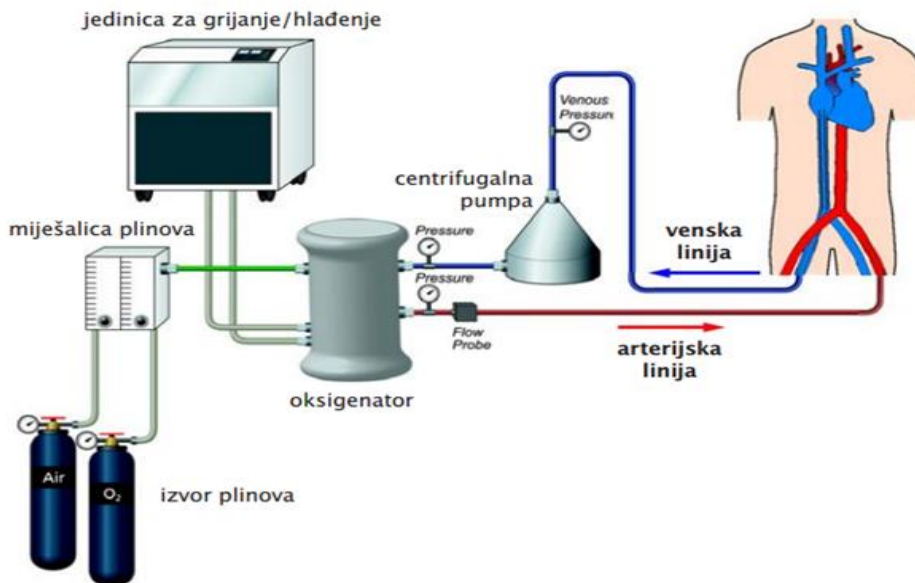 jedinica za grijanje/hlađenje
Venous
Pressure
centrifugalna
pumpa
miješalica plinova
Pressure
venska
linija
Pressure
Flow
Probe
arterijska
linija
oksigenator
Air
O₂
izvor plinova